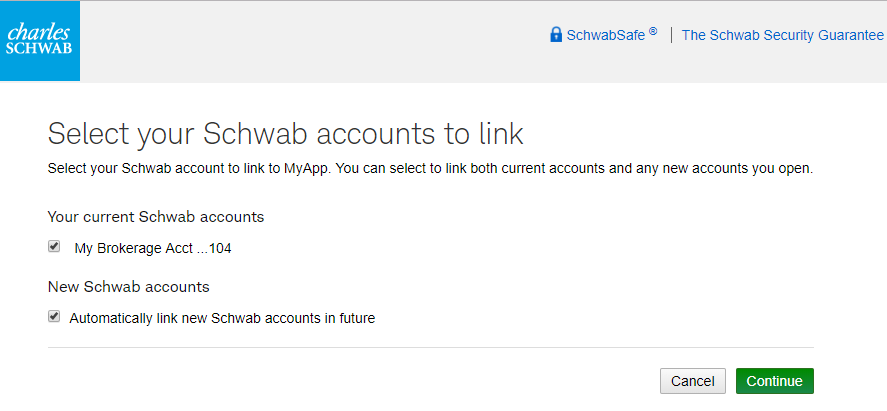 charles
SCHWAB
SchwabSafe ® | The Schwab Security Guarantee
Select your Schwab accounts to link
Select your Schwab account to link to MyApp. You can select to link both current accounts and any new accounts you open.
Your current Schwab accounts
My Brokerage Acct ...104
New Schwab accounts
Automatically link new Schwab accounts in future
Cancel Continue